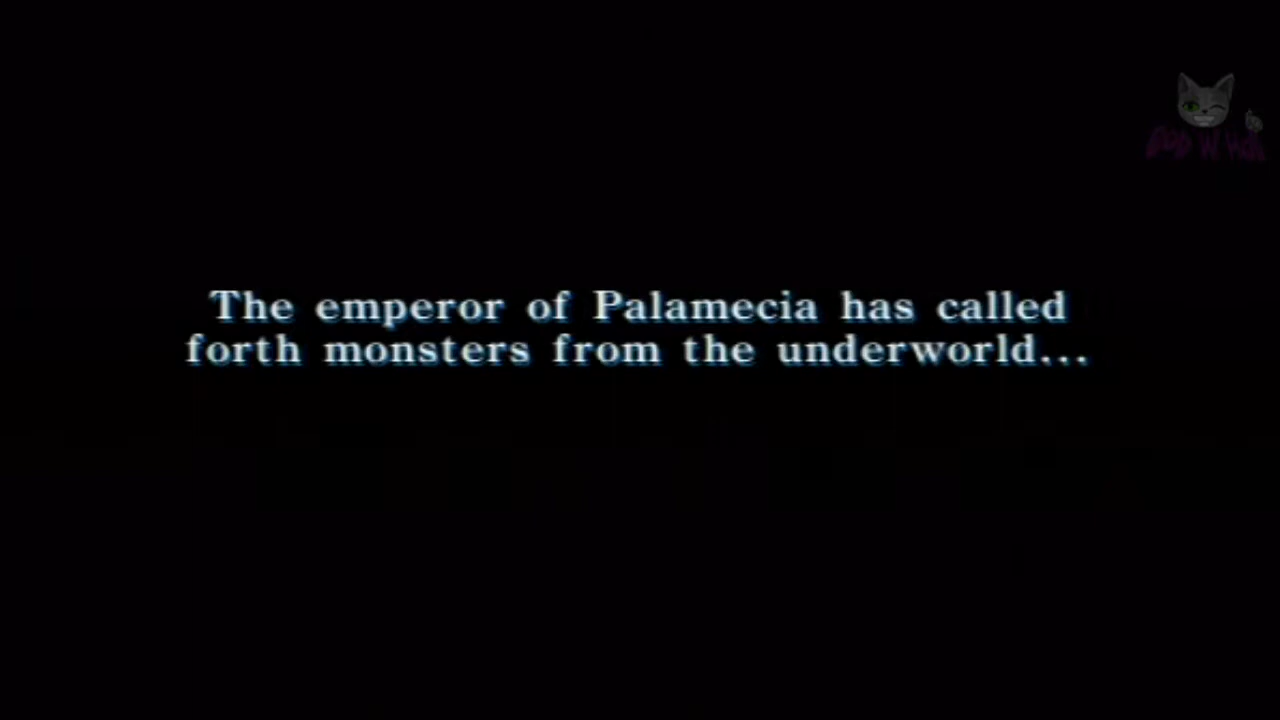 The emperor of Palamecia has called
forth monsters from the underworld...